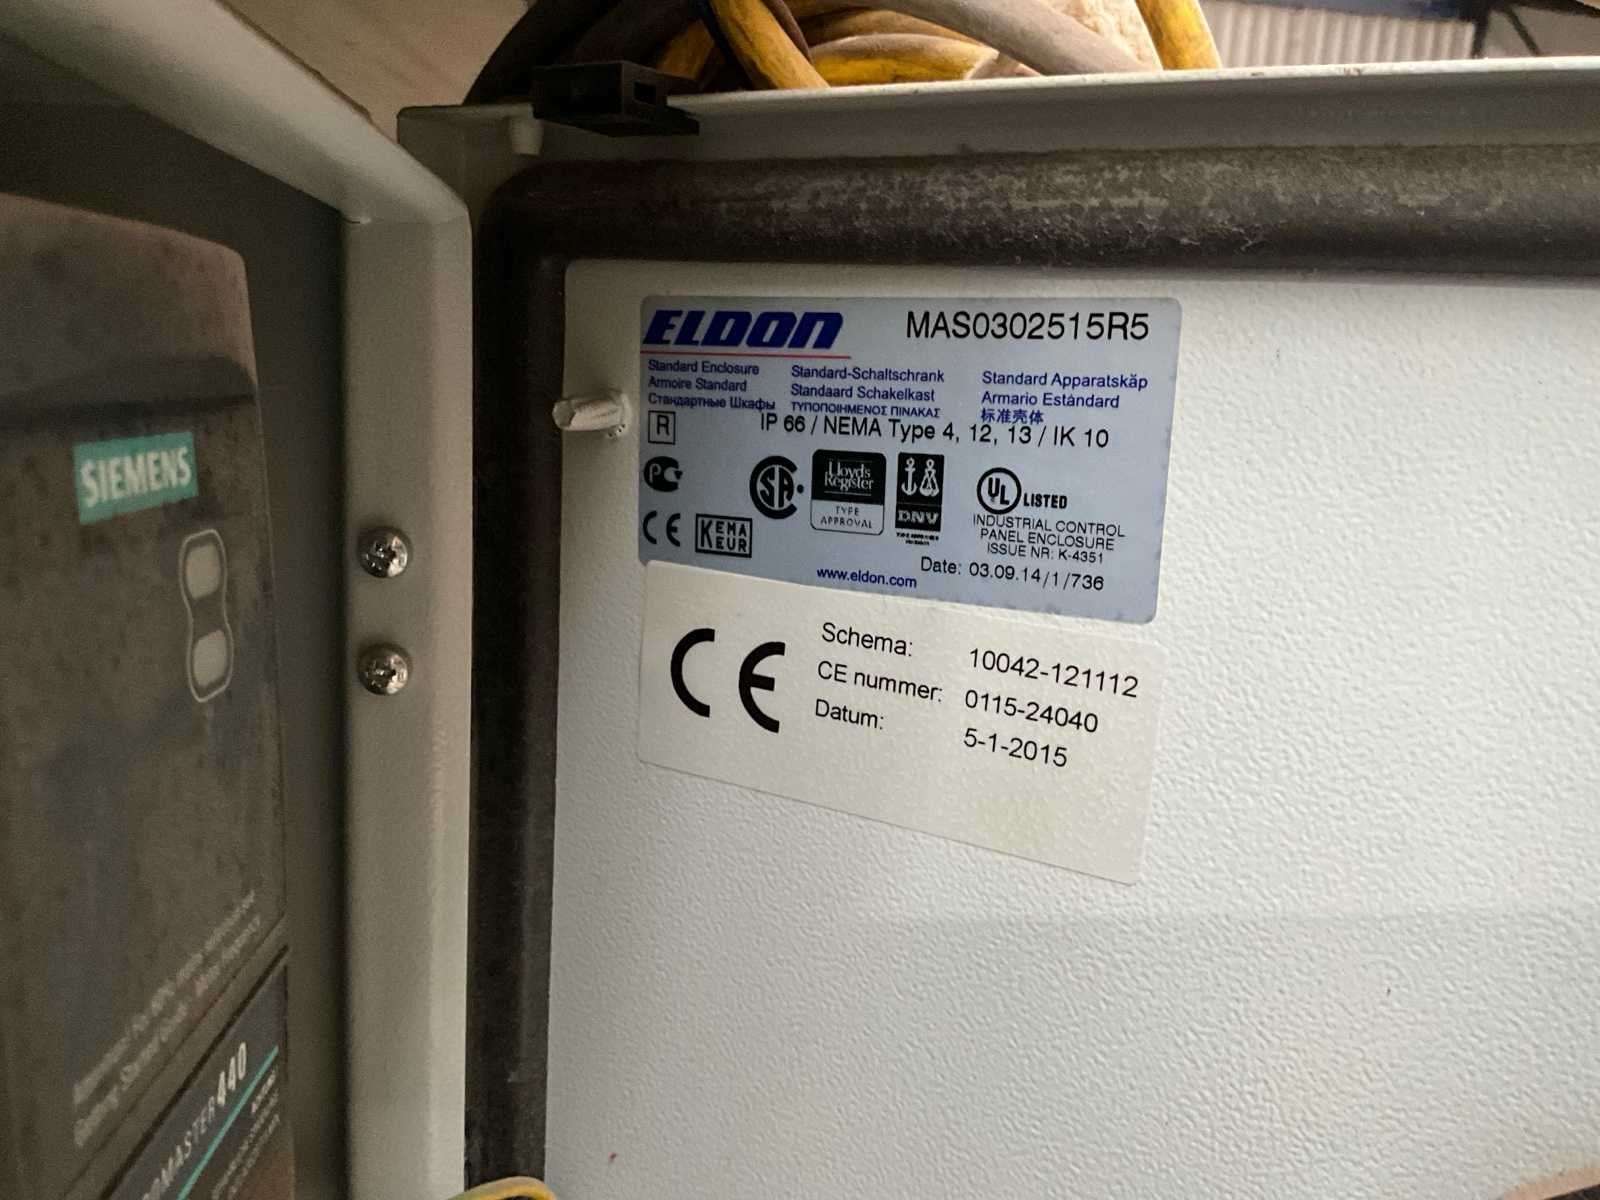 ELDON
MAS0302515R5
Standard Enclosure
Armoire Standard
Стандартные Шкафы
Standard-Schaltschrank
Standaard Schakelkast
ΤΥΠΟΠΟΙΗΜΕΝΟΣ ΠΙΝΑΚΑΣ
Standard Apparatskåp
Armario Estándard
标准壳体
R
IP 66 / NEMA Type 4, 12, 13 / IK 10
SA
Lloyd's
Register
TYPE
APPROVAL
DNV
UL LISTED
INDUSTRIAL CONTROL
PANEL ENCLOSURE
ISSUE NR: K-4351
CE
KEMA
KEUR
www.eldon.com
Date: 03.09.14/1/736
CE
Schema: 10042-121112
CE nummer: 0115-24040
Datum: 5-1-2015
SIEMENS
440